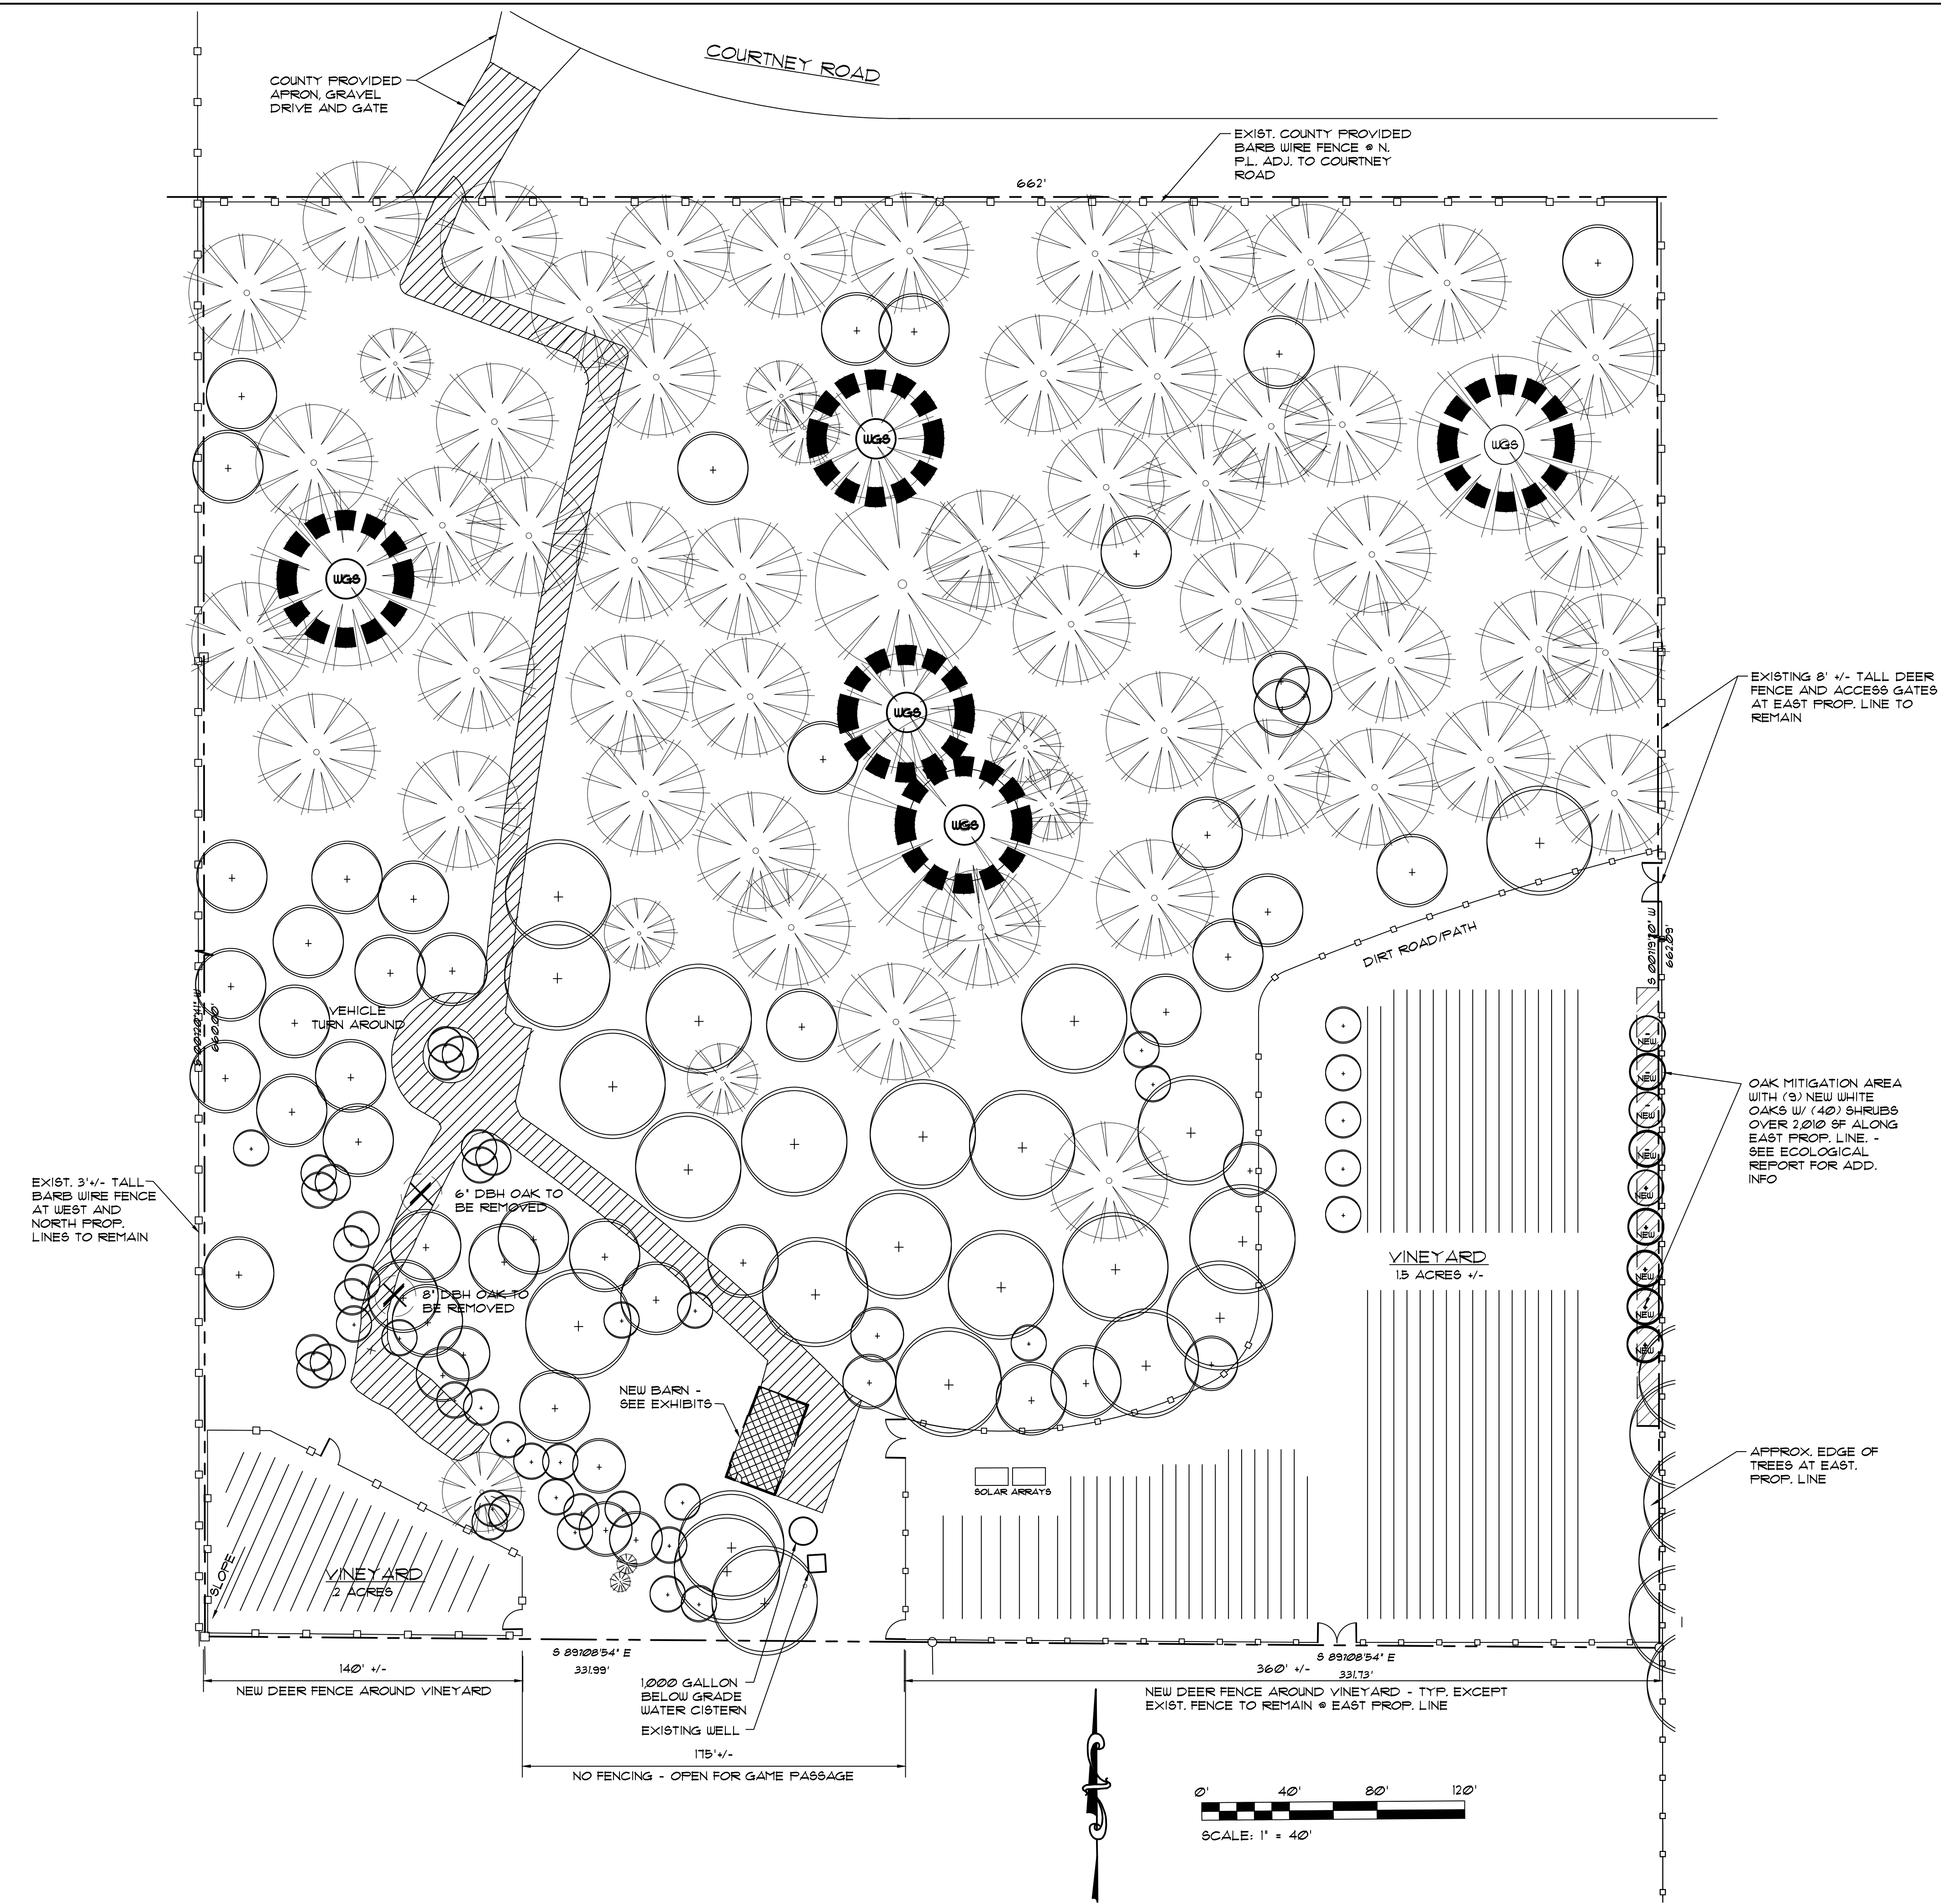 COURTNEY ROAD
COUNTY PROVIDED
APRON, GRAVEL
DRIVE AND GATE
EXIST. COUNTY PROVIDED
BARB WIRE FENCE @ N.
P.L. ADJ. TO COURTNEY
ROAD
662'
WGS
WGS
WGS
WGS
WGS
EXISTING 8' +/- TALL DEER
FENCE AND ACCESS GATES
AT EAST PROP. LINE TO
REMAIN
DIRT ROAD/PATH
662.09'
VEHICLE
TURN AROUND
660.00'
NEW
NEW
NEW
NEW
NEW
NEW
NEW
NEW
NEW
OAK MITIGATION AREA
WITH (9) NEW WHITE
OAKS W/ (40) SHRUBS
OVER 2,010 SF ALONG
EAST PROP. LINE. -
SEE ECOLOGICAL
REPORT FOR ADD.
INFO
EXIST. 3'+/- TALL
BARB WIRE FENCE
AT WEST AND
NORTH PROP.
LINES TO REMAIN
6" DBH OAK TO
BE REMOVED
8" DBH OAK TO
BE REMOVED
VINEYARD
1.5 ACRES +/-
NEW BARN -
SEE EXHIBITS
APPROX. EDGE OF
TREES AT EAST.
PROP. LINE
SOLAR ARRAYS
SLOPE
VINEYARD
.2 ACRES
S 89°08'54" E
331.99'
S 89°08'54" E
331.73'
140' +/-
NEW DEER FENCE AROUND VINEYARD
360' +/-
NEW DEER FENCE AROUND VINEYARD - TYP. EXCEPT
EXIST. FENCE TO REMAIN @ EAST PROP. LINE
1,000 GALLON
BELOW GRADE
WATER CISTERN
EXISTING WELL
175'+/-
NO FENCING - OPEN FOR GAME PASSAGE
0' 40' 80' 120'
SCALE: 1" = 40'